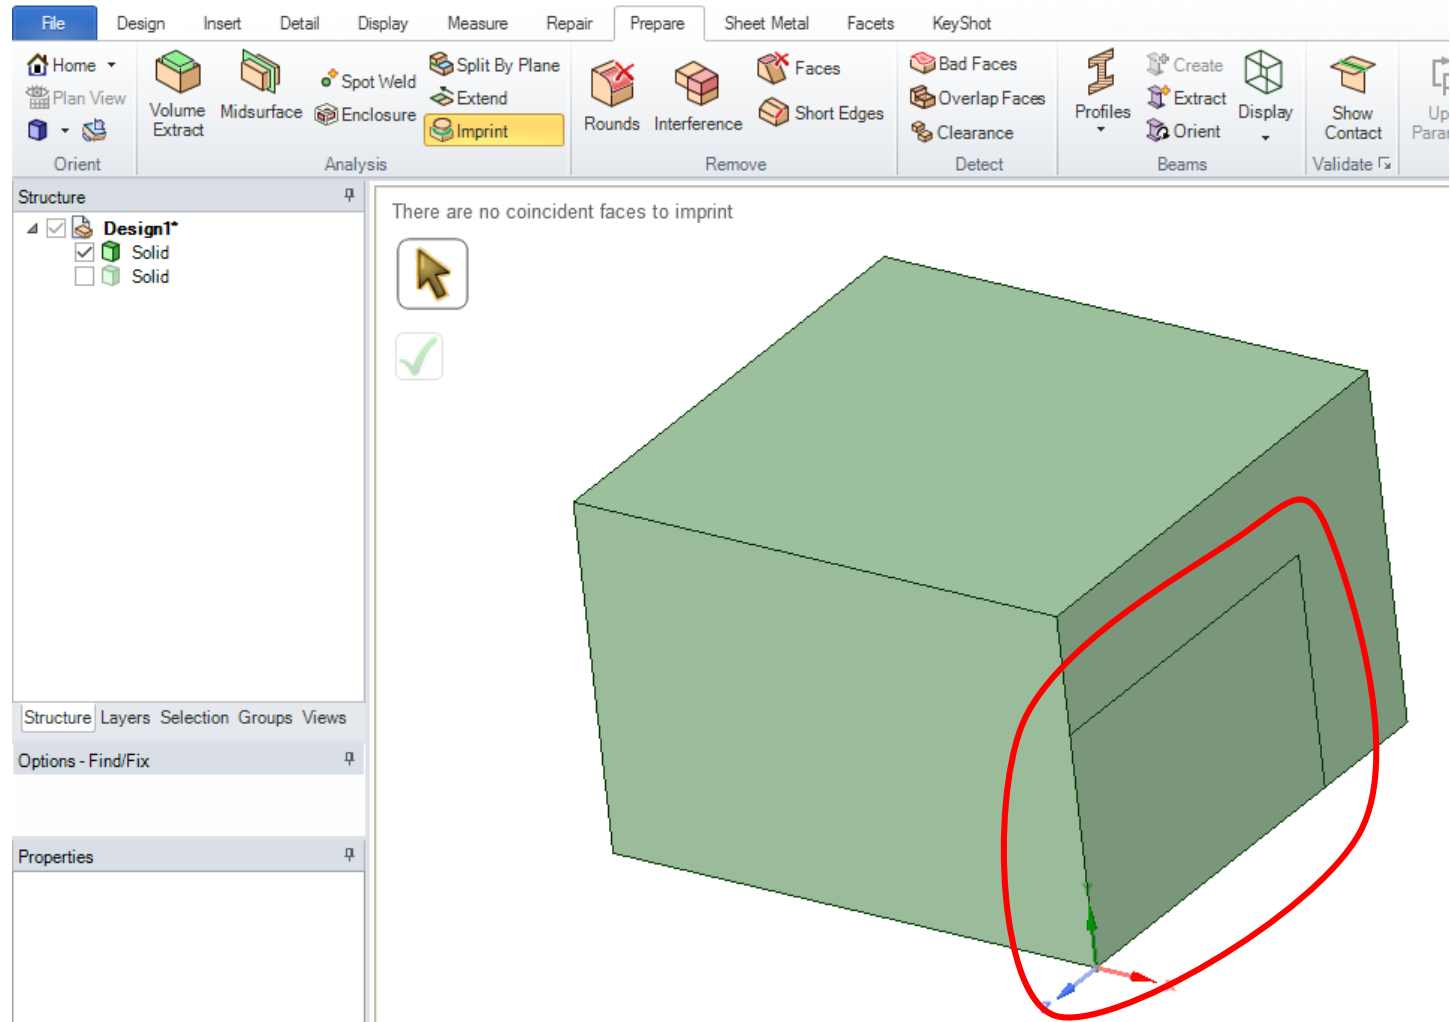 File Design Insert Detail Display Measure Repair Prepare Sheet Metal Facets KeyShot
Home
Plan View
Orient
Volume Extract
Midsurface
Spot Weld
Enclosure
Split By Plane
Extend
Imprint
Analysis
Rounds
Interference
Faces
Short Edges
Remove
Bad Faces
Overlap Faces
Clearance
Detect
Profiles
Create
Extract
Orient
Display
Beams
Show
Contact
Validate
Up
Param
Structure
Design1*
Solid
Solid
Structure Layers Selection Groups Views
Options - Find/Fix
Properties
There are no coincident faces to imprint
Y
X
Z